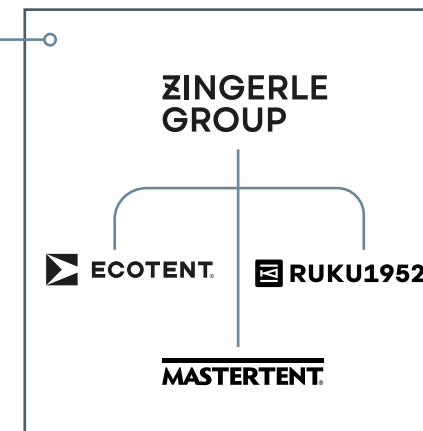 ZINGERLE
GROUP
ECOTENT®
RUKU1952
MASTERTENT®